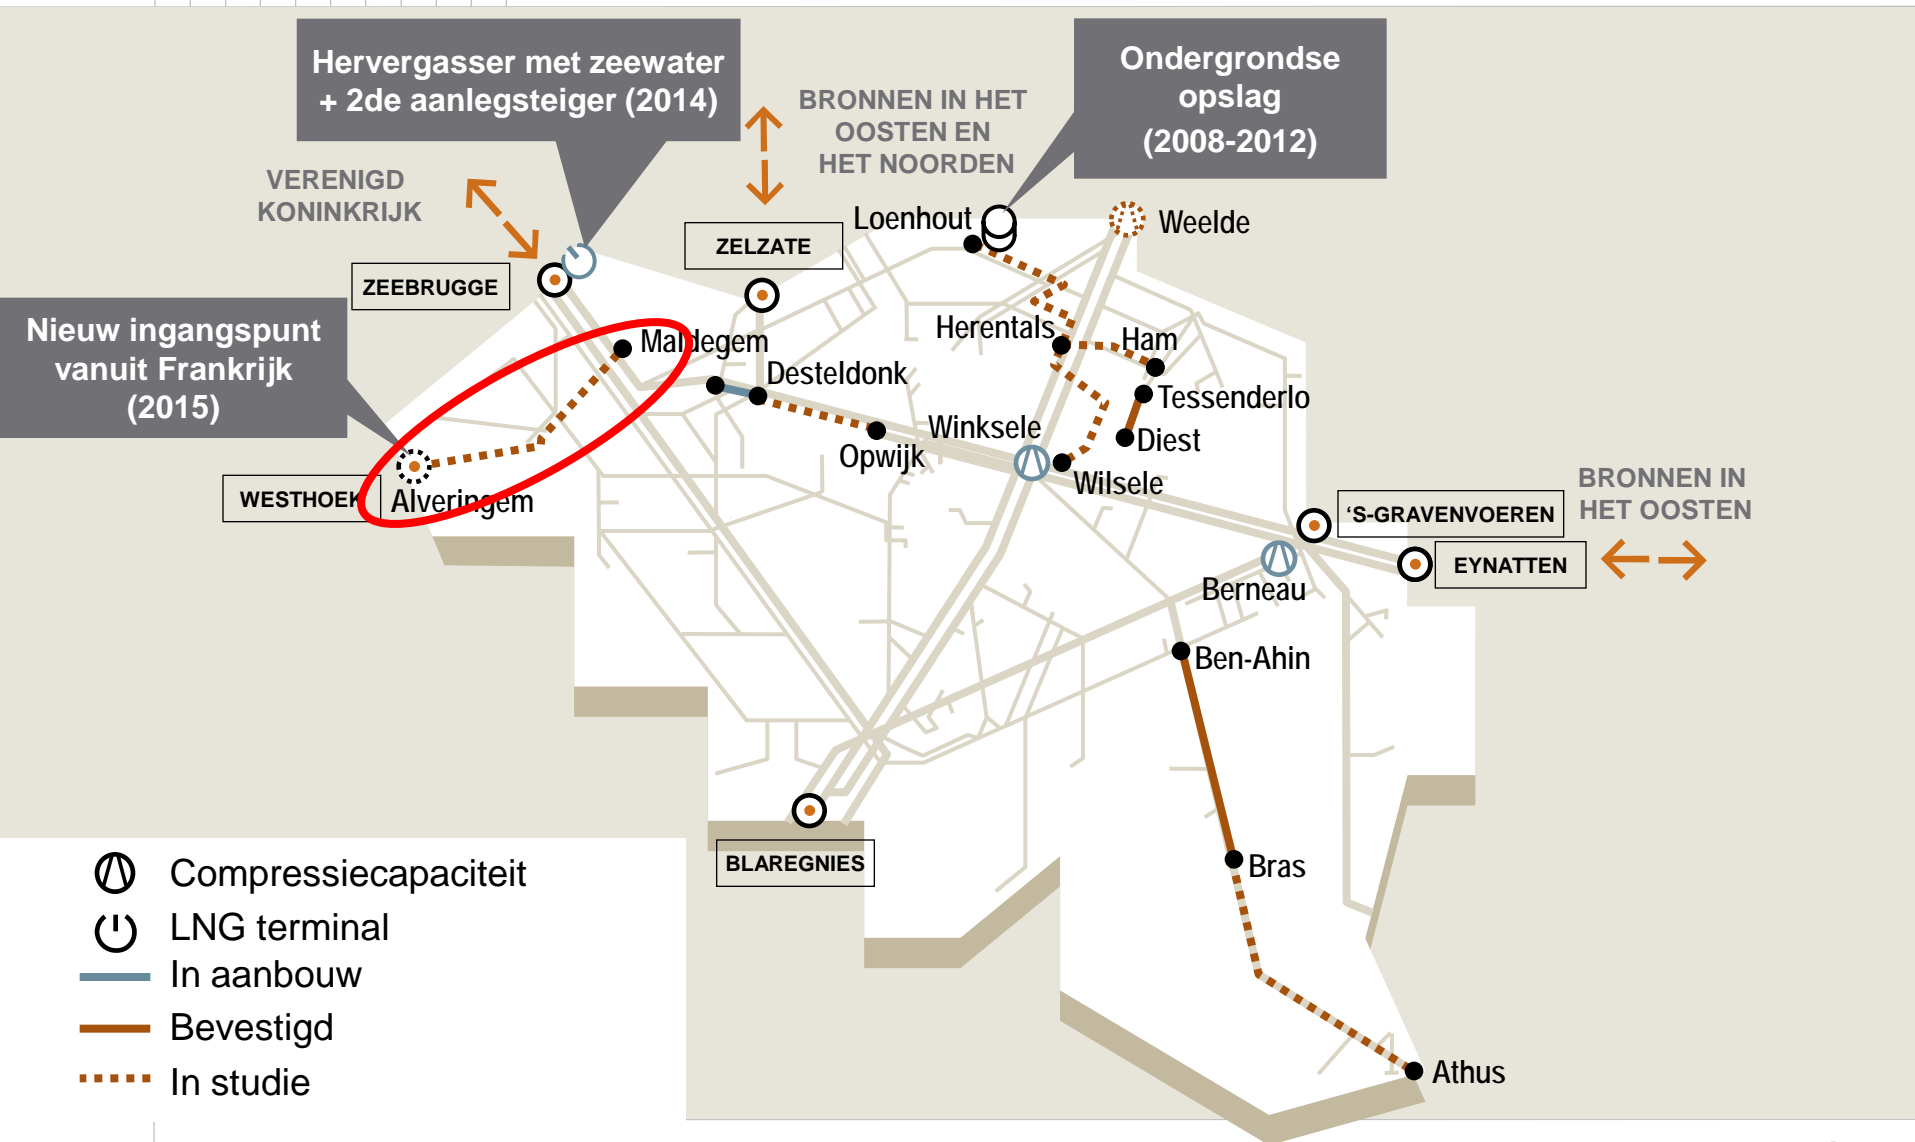 Hervergasser met zeewater
+ 2de aanlegsteiger (2014)
Ondergrondse
opslag
(2008-2012)
BRONNEN IN HET
OOSTEN EN
HET NOORDEN
VERENIGD
KONINKRIJK
Loenhout
Weelde
ZELZATE
ZEEBRUGGE
Nieuw ingangspunt
vanuit Frankrijk
(2015)
Maldegem
Herentals
Ham
Desteldonk
Tessenderlo
Winksele
Diest
Opwijk
Wilsele
WESTHOEK
Alveringem
BRONNEN IN
HET OOSTEN
'S-GRAVENVOEREN
EYNATTEN
Berneau
Ben-Ahin
BLAREGNIES
Bras
Athus
Compressiecapaciteit
LNG terminal
In aanbouw
Bevestigd
In studie